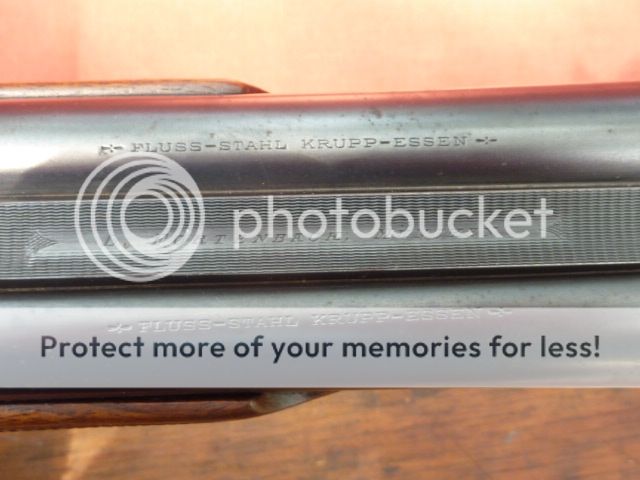 FLUSS-STAHL KRUPP-ESSEN
photobucket
FLUSS-STAHL KRUPP-ESSEN
Protect more of your memories for less!